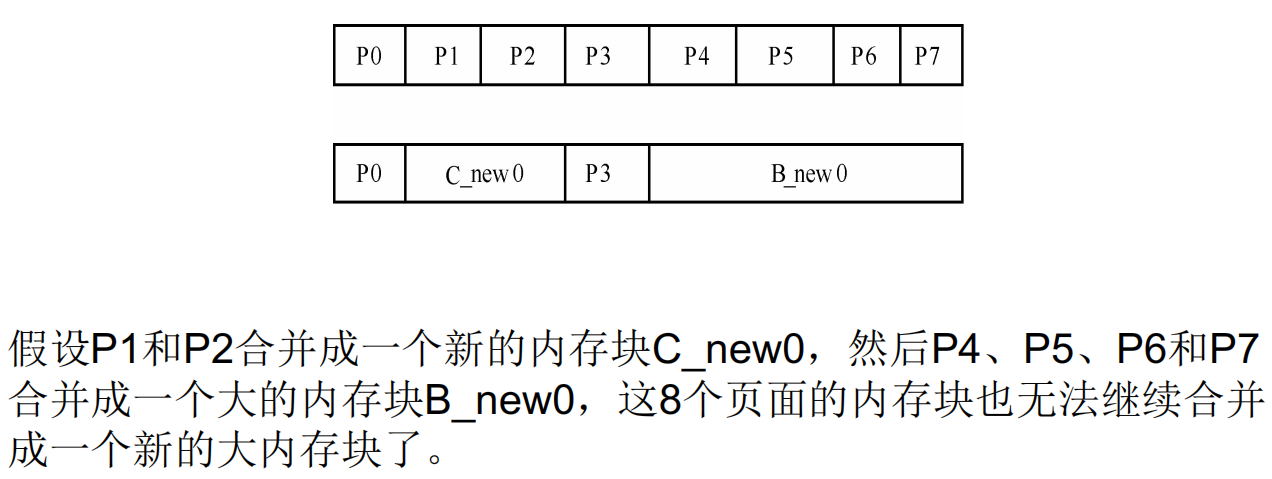 P0 P1 P2 P3 P4 P5 P6 P7
P0 C_new0 P3 B_new0
假设P1和P2合并成一个新的内存块C_new0，然后P4、P5、P6和P7
合并成一个大的内存块B_new0，这8个页面的内存块也无法继续合并
成一个新的大内存块了。